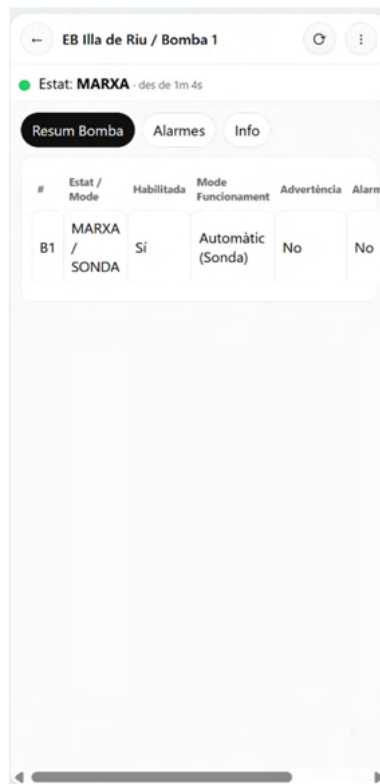 ← EB Illa de Riu / Bomba 1
Estat: MARXA - des de 1m 4s
Resum Bomba Alarmes Info
# Estat / Mode Habilitada Mode Funcionament Advertència Alarm
B1 MARXA / SONDA Sí Automàtic (Sonda) No No